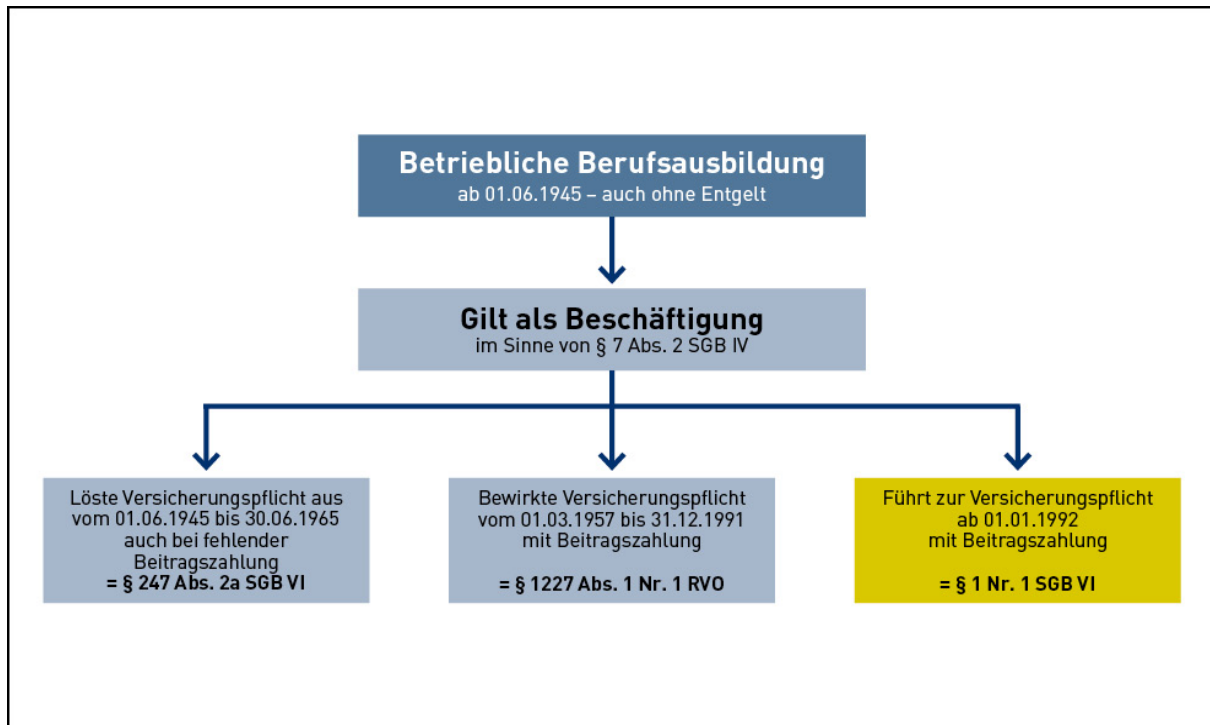 Betriebliche Berufsausbildung
ab 01.06.1945 – auch ohne Entgelt
Gilt als Beschäftigung
im Sinne von § 7 Abs. 2 SGB IV
Löste Versicherungspflicht aus
vom 01.06.1945 bis 30.06.1965
auch bei fehlender
Beitragszahlung
= § 247 Abs. 2a SGB VI
Bewirkte Versicherungspflicht
vom 01.03.1957 bis 31.12.1991
mit Beitragszahlung
= § 1227 Abs. 1 Nr. 1 RVO
Führt zur Versicherungspflicht
ab 01.01.1992
mit Beitragszahlung
= § 1 Nr. 1 SGB VI